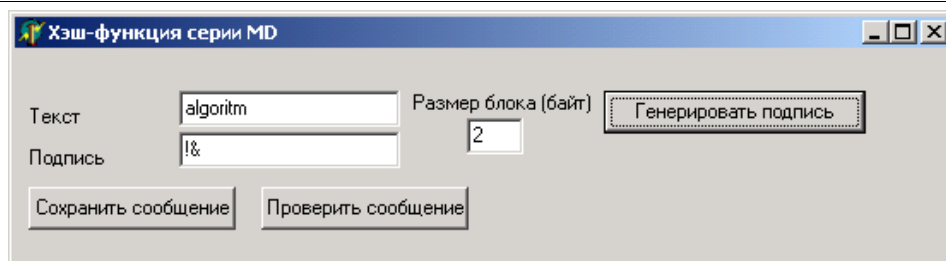 Хэш-функция серии MD
Текст algoritm Размер блока (байт) Генерировать подпись
Подпись !& 2
Сохранить сообщение Проверить сообщение